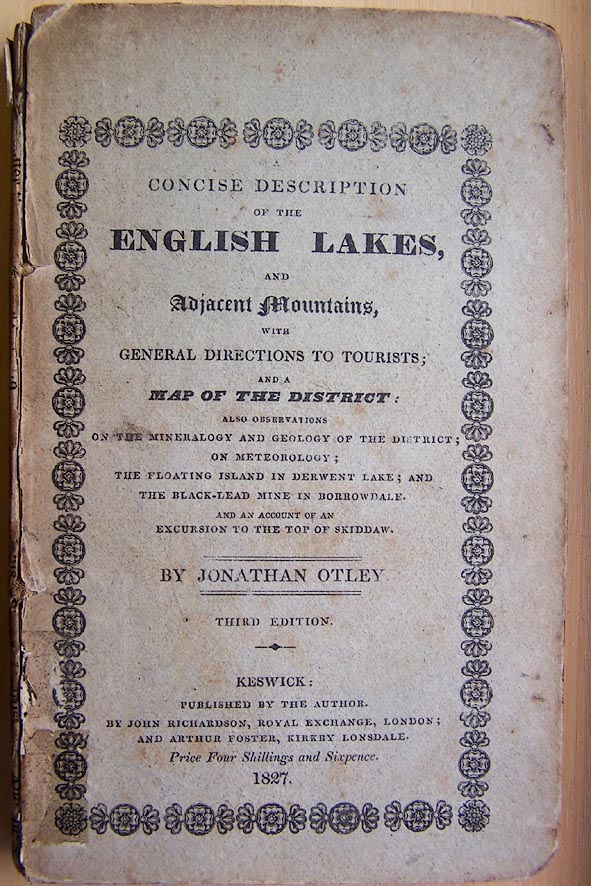 A
CONCISE DESCRIPTION
OF THE
ENGLISH LAKES,
AND
Adjacent Mountains,
WITH
GENERAL DIRECTIONS TO TOURISTS;
AND A
MAP OF THE DISTRICT:
ALSO OBSERVATIONS
ON THE MINERALOGY AND GEOLOGY OF THE DISTRICT;
ON METEOROLOGY;
THE FLOATING ISLAND IN DERWENT LAKE; AND
THE BLACK-LEAD MINE IN BORROWDALE.
AND AN ACCOUNT OF AN
EXCURSION TO THE TOP OF SKIDDAW.
BY JONATHAN OTLEY
THIRD EDITION.
KESWICK:
PUBLISHED BY THE AUTHOR.
BY JOHN RICHARDSON, ROYAL EXCHANGE, LONDON;
AND ARTHUR FOSTER, KIRKBY LONSDALE.
Price Four Shillings and Sixpence.
1827.